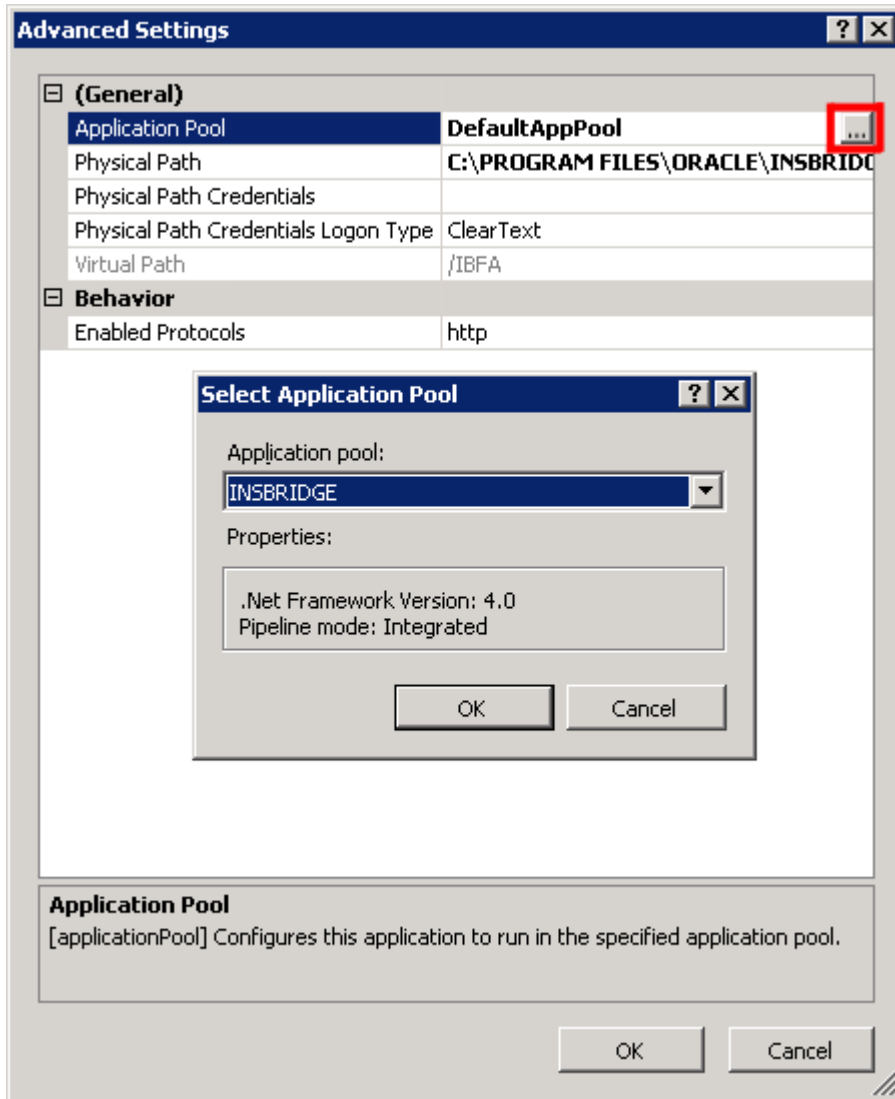 Advanced Settings
(General)
Application Pool DefaultAppPool ...
Physical Path C:\PROGRAM FILES\ORACLE\INSBRIDG
Physical Path Credentials
Physical Path Credentials Logon Type ClearText
Virtual Path /IBFA
Behavior
Enabled Protocols http
Select Application Pool
Application pool:
INSBRIDGE
Properties:
.Net Framework Version: 4.0
Pipeline mode: Integrated
OK Cancel
Application Pool
[applicationPool] Configures this application to run in the specified application pool.
OK Cancel